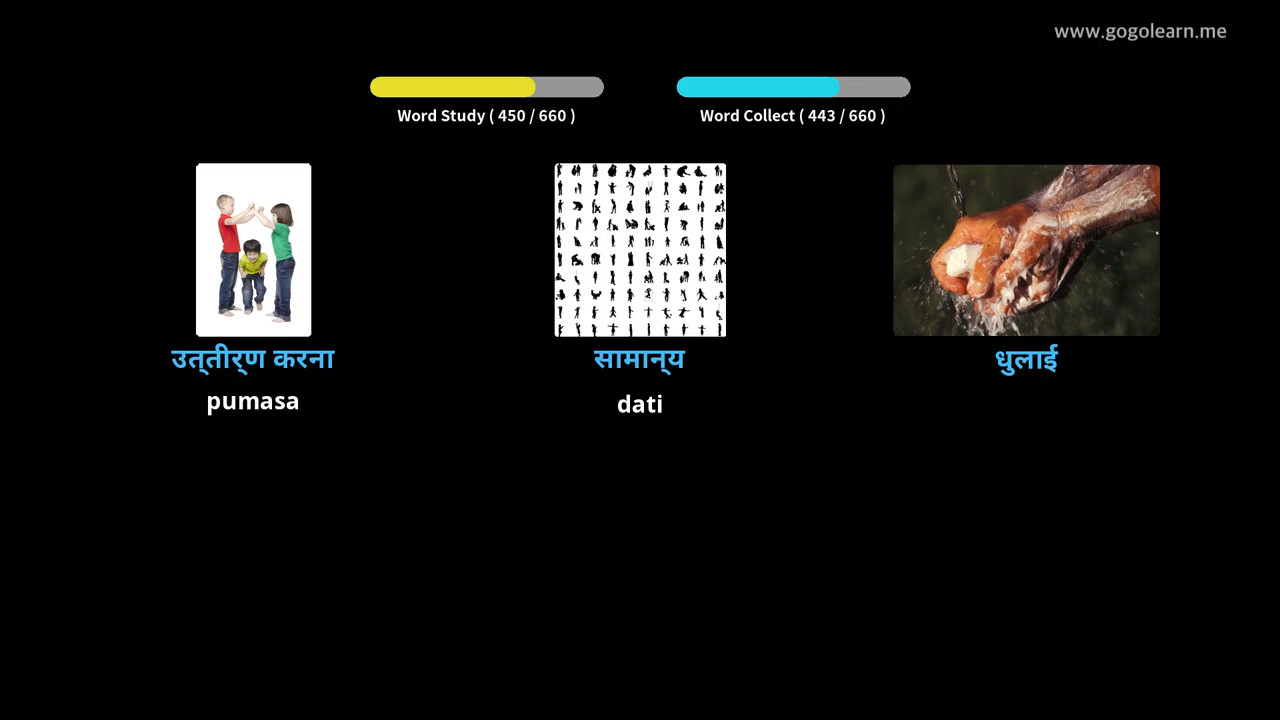 www.gogolearn.me
Word Study ( 450 / 660 )
Word Collect ( 443 / 660 )
उत्‌तीर्‌ण करना
सामान्‌य
धुलाई
pumasa
dati